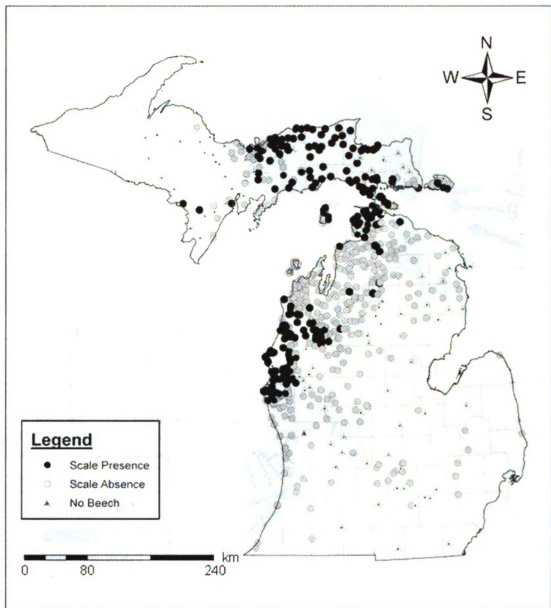 N
W E
S
Legend
Scale Presence
Scale Absence
No Beech
km
0 80 240